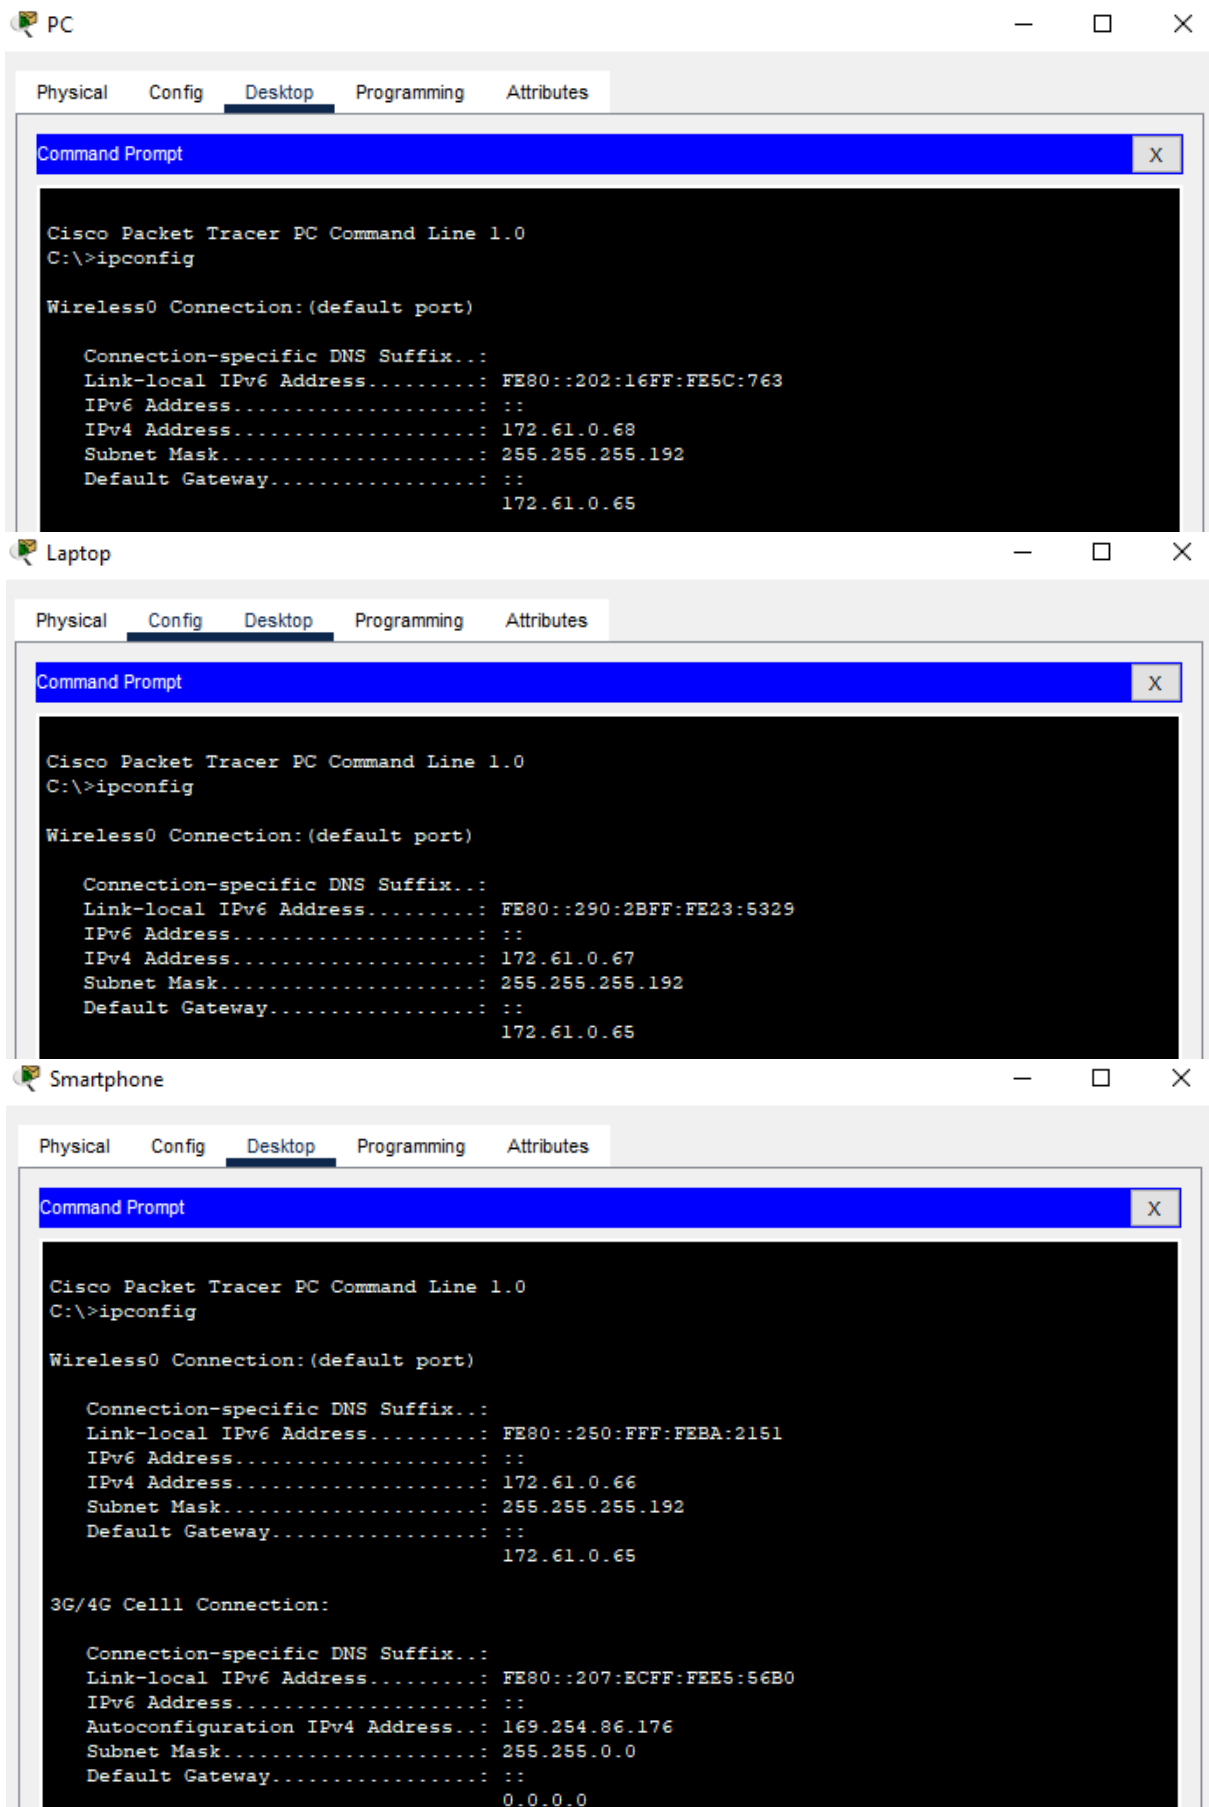 PC
Physical Config Desktop Programming Attributes
Command Prompt X
Cisco Packet Tracer PC Command Line 1.0
C:\>ipconfig
Wireless0 Connection:(default port)
Connection-specific DNS Suffix..:
Link-local IPv6 Address.........: FE80::202:16FF:FE5C:763
IPv6 Address....................: ::
IPv4 Address....................: 172.61.0.68
Subnet Mask.....................: 255.255.255.192
Default Gateway.................: ::
172.61.0.65
Laptop
Physical Config Desktop Programming Attributes
Command Prompt X
Cisco Packet Tracer PC Command Line 1.0
C:\>ipconfig
Wireless0 Connection:(default port)
Connection-specific DNS Suffix..:
Link-local IPv6 Address.........: FE80::290:2BFF:FE23:5329
IPv6 Address....................: ::
IPv4 Address....................: 172.61.0.67
Subnet Mask.....................: 255.255.255.192
Default Gateway.................: ::
172.61.0.65
Smartphone
Physical Config Desktop Programming Attributes
Command Prompt X
Cisco Packet Tracer PC Command Line 1.0
C:\>ipconfig
Wireless0 Connection:(default port)
Connection-specific DNS Suffix..:
Link-local IPv6 Address.........: FE80::250:FFF:FEBA:2151
IPv6 Address....................: ::
IPv4 Address....................: 172.61.0.66
Subnet Mask.....................: 255.255.255.192
Default Gateway.................: ::
172.61.0.65
3G/4G Cell1 Connection:
Connection-specific DNS Suffix..:
Link-local IPv6 Address.........: FE80::207:ECFF:FEE5:56B0
IPv6 Address....................: ::
Autoconfiguration IPv4 Address..: 169.254.86.176
Subnet Mask.....................: 255.255.0.0
Default Gateway.................: ::
0.0.0.0